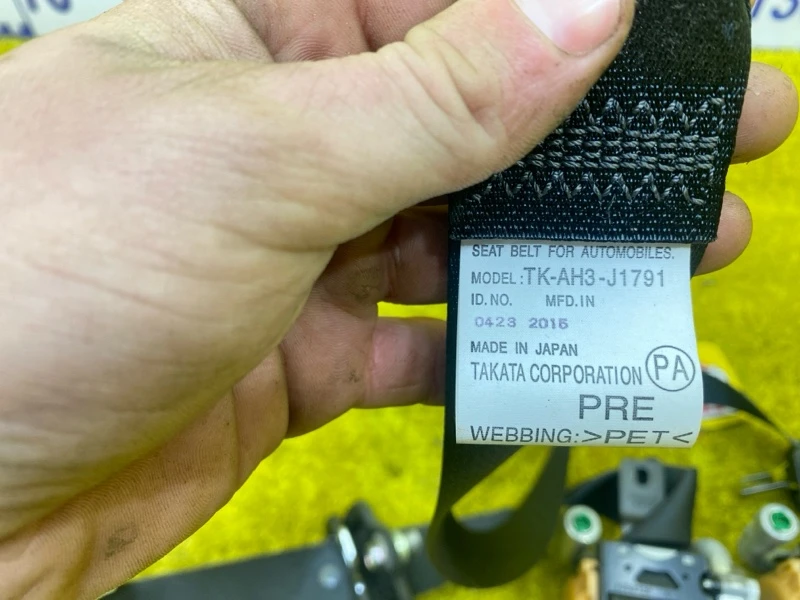 SEAT BELT FOR AUTOMOBILES.
MODEL:TK-AH3-J1791
ID.NO. MFD.IN
0423 2015
MADE IN JAPAN
TAKATA CORPORATION PA
PRE
WEBBING:>PET<